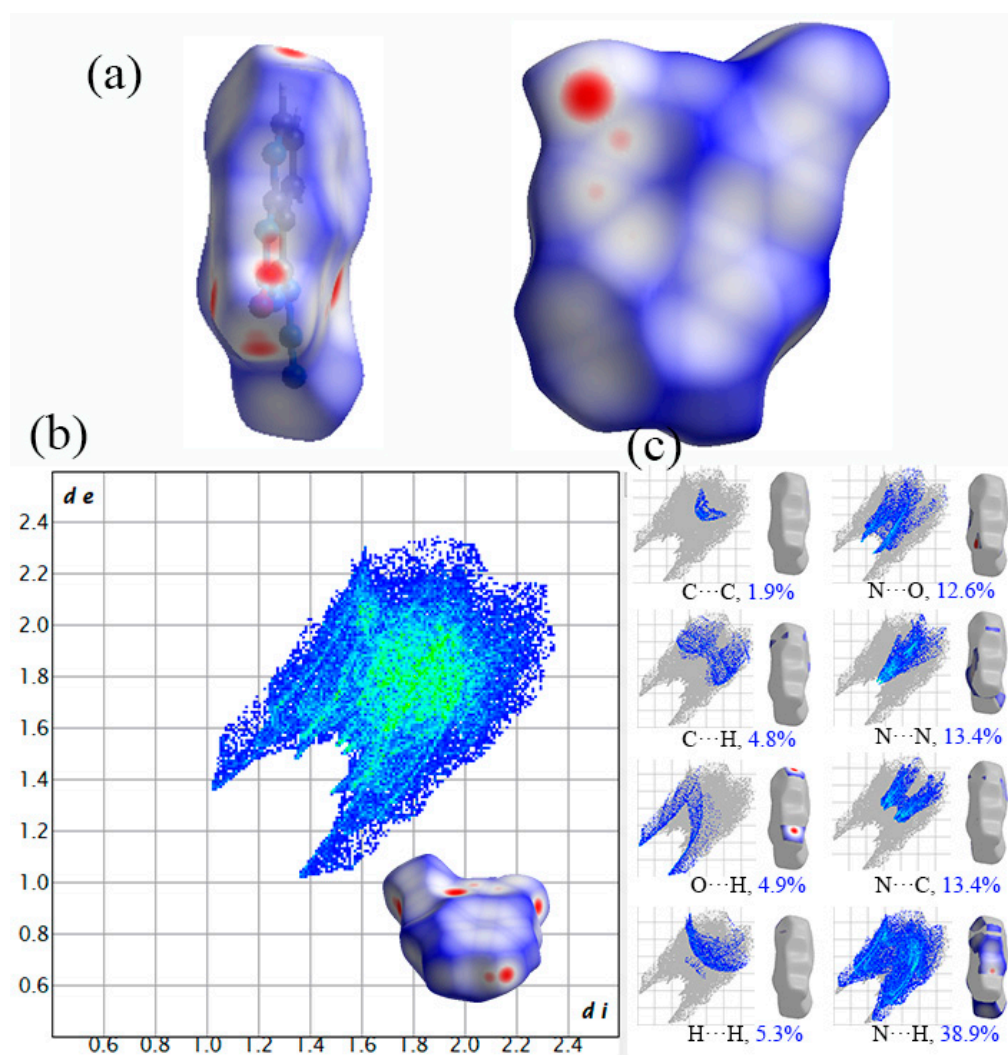 (a)
(b)
(c)
d e
2.4
2.2
2.0
1.8
1.6
1.4
1.2
1.0
0.8
0.6
d i
0.6 0.8 1.0 1.2 1.4 1.6 1.8 2.0 2.2 2.4
C···C, 1.9%
N···O, 12.6%
C···H, 4.8%
N···N, 13.4%
O···H, 4.9%
N···C, 13.4%
H···H, 5.3%
N···H, 38.9%